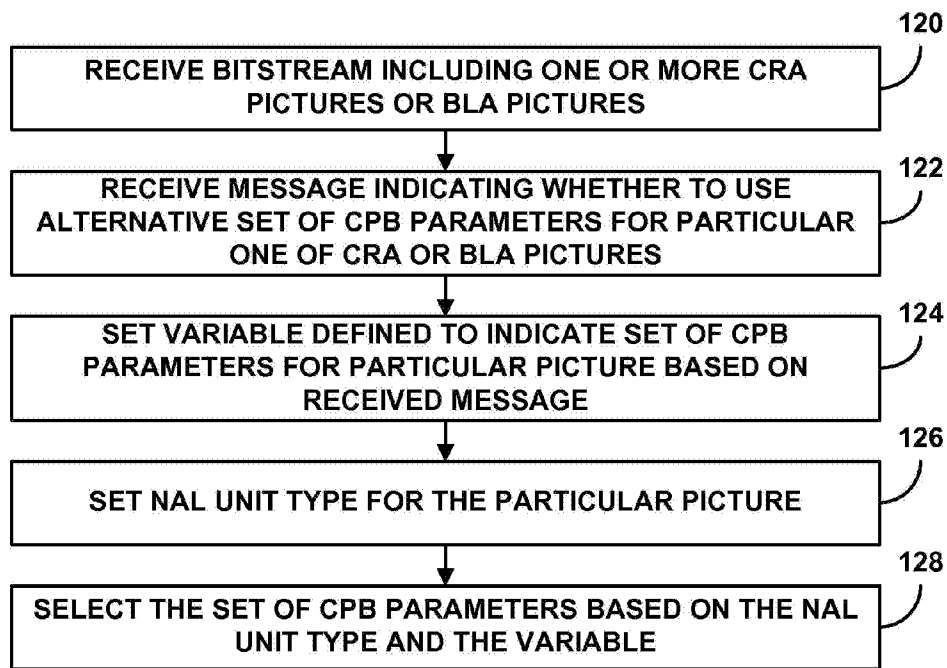 120
RECEIVE BITSTREAM INCLUDING ONE OR MORE CRA
PICTURES OR BLA PICTURES
122
RECEIVE MESSAGE INDICATING WHETHER TO USE
ALTERNATIVE SET OF CPB PARAMETERS FOR PARTICULAR
ONE OF CRA OR BLA PICTURES
124
SET VARIABLE DEFINED TO INDICATE SET OF CPB
PARAMETERS FOR PARTICULAR PICTURE BASED ON
RECEIVED MESSAGE
126
SET NAL UNIT TYPE FOR THE PARTICULAR PICTURE
128
SELECT THE SET OF CPB PARAMETERS BASED ON THE NAL
UNIT TYPE AND THE VARIABLE